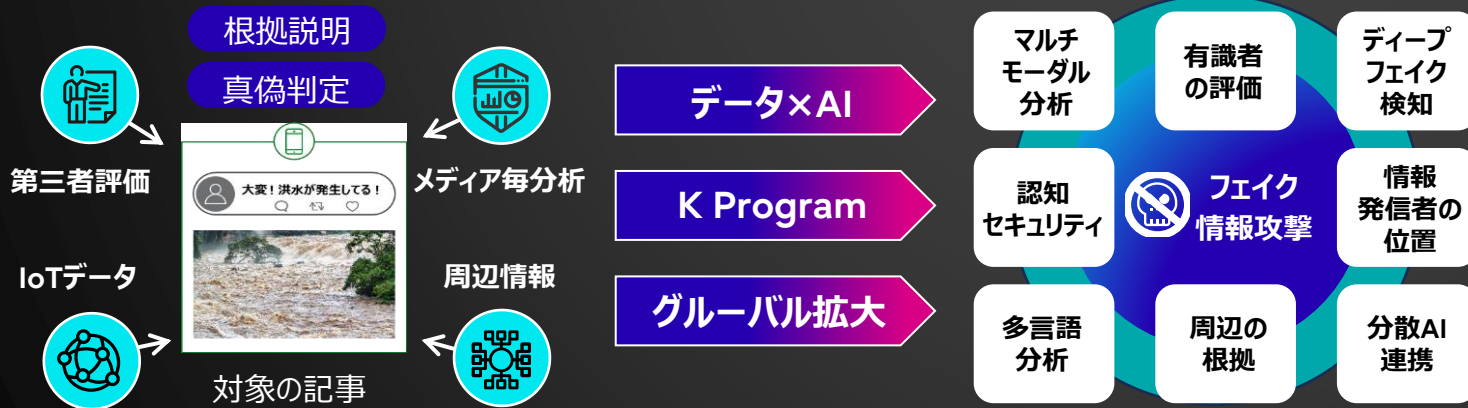 根拠説明
真偽判定
第三者評価
メディア毎分析
大変！洪水が発生してる！
IoTデータ
周辺情報
対象の記事
データ×AI
K Program
グルーバル拡大
マルチ
モーダル
分析
有識者
の評価
ディープ
フェイク
検知
認知
セキュリティ
フェイク
情報攻撃
情報
発信者の
位置
多言語
分析
周辺の
根拠
分散AI
連携